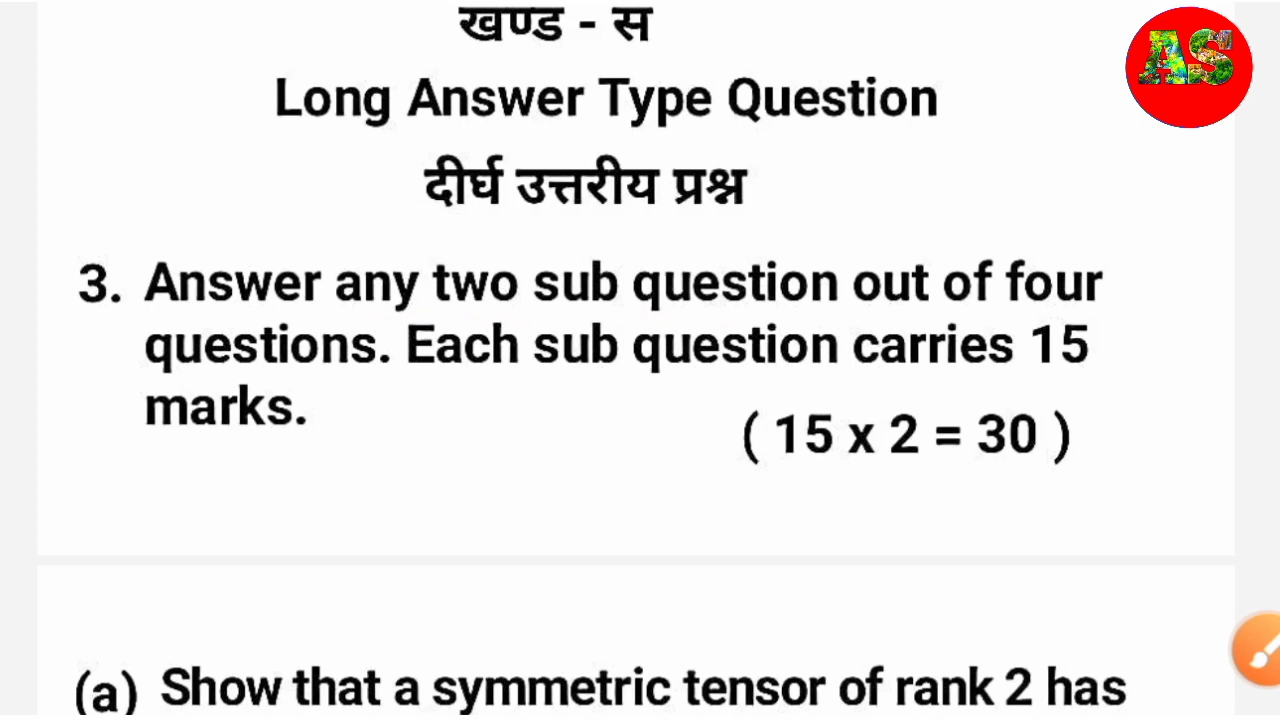 खण्ड - स
AS
Long Answer Type Question
दीर्घ उत्तरीय प्रश्न
3. Answer any two sub question out of four
questions. Each sub question carries 15
marks.
( 15 x 2 = 30 )
(a) Show that a symmetric tensor of rank 2 has